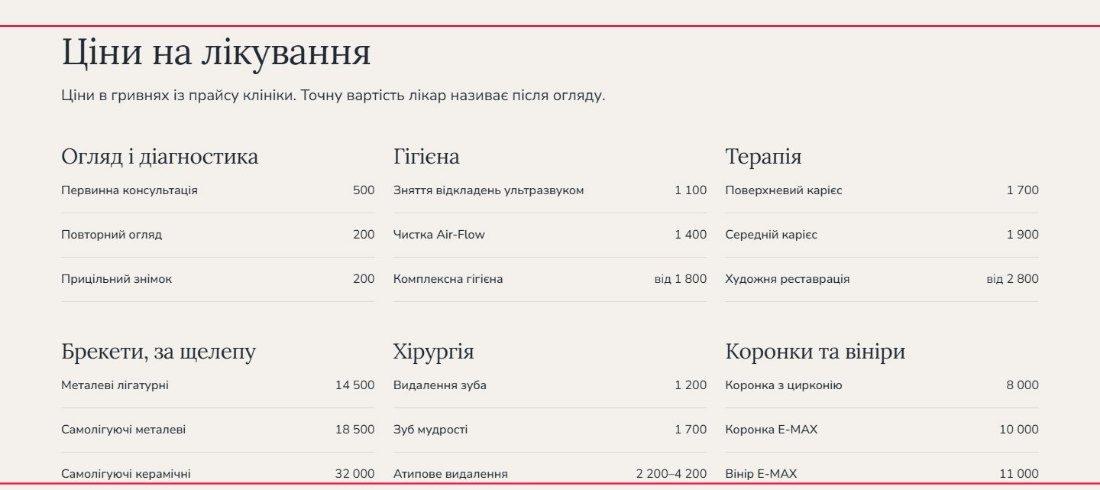 Ціни на лікування
Ціни в гривнях із прайсу клініки. Точну вартість лікар називає після огляду.
Огляд і діагностика
Первинна консультація 500
Повторний огляд 200
Прицільний знімок 200
Гігієна
Зняття відкладень ультразвуком 1 100
Чистка Air-Flow 1 400
Комплексна гігієна від 1 800
Терапія
Поверхневий карієс 1 700
Середній карієс 1 900
Художня реставрація від 2 800
Брекети, за щелепу
Металеві лігатурні 14 500
Самолігуючі металеві 18 500
Самолігуючі керамічні 32 000
Хірургія
Видалення зуба 1 200
Зуб мудрості 1 700
Атипове видалення 2 200–4 200
Коронки та вініри
Коронка з цирконію 8 000
Коронка E-MAX 10 000
Вінір E-MAX 11 000